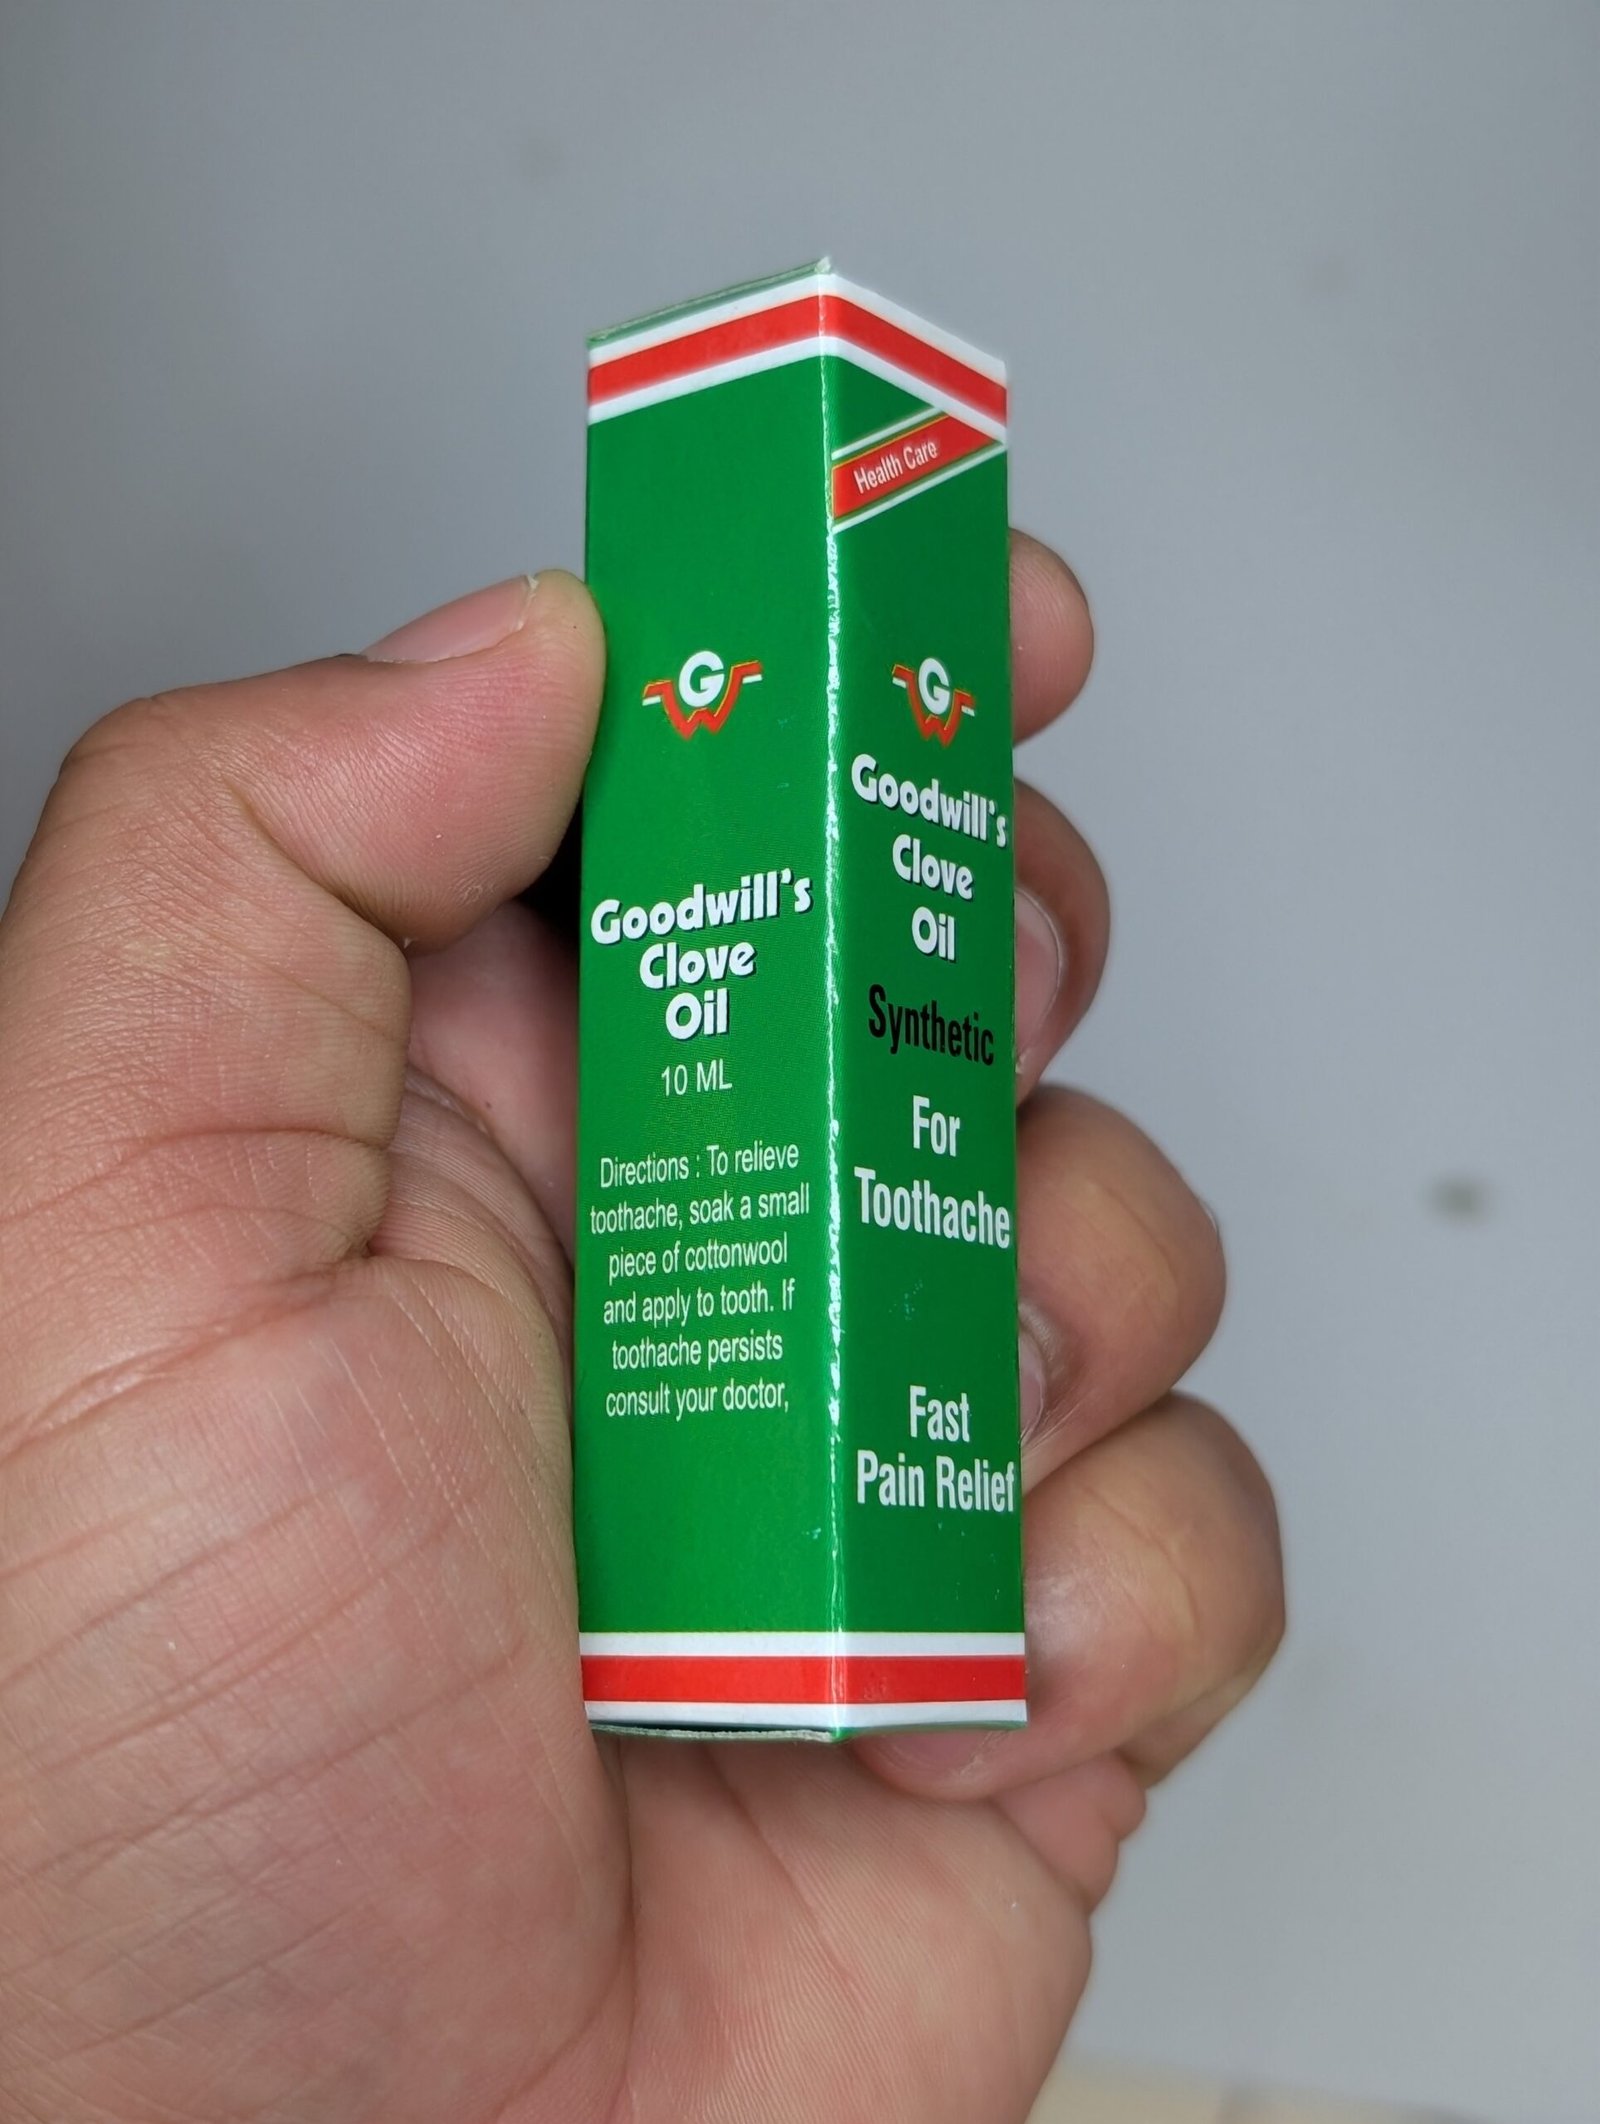 G
W
Goodwill's
Clove
Oil
10 ML
Directions : To relieve
toothache, soak a small
piece of cottonwool
and apply to tooth. If
toothache persists
consult your doctor,
Health Care
G
W
Goodwill's
Clove
Oil
Synthetic
For
Toothache
Fast
Pain Relief